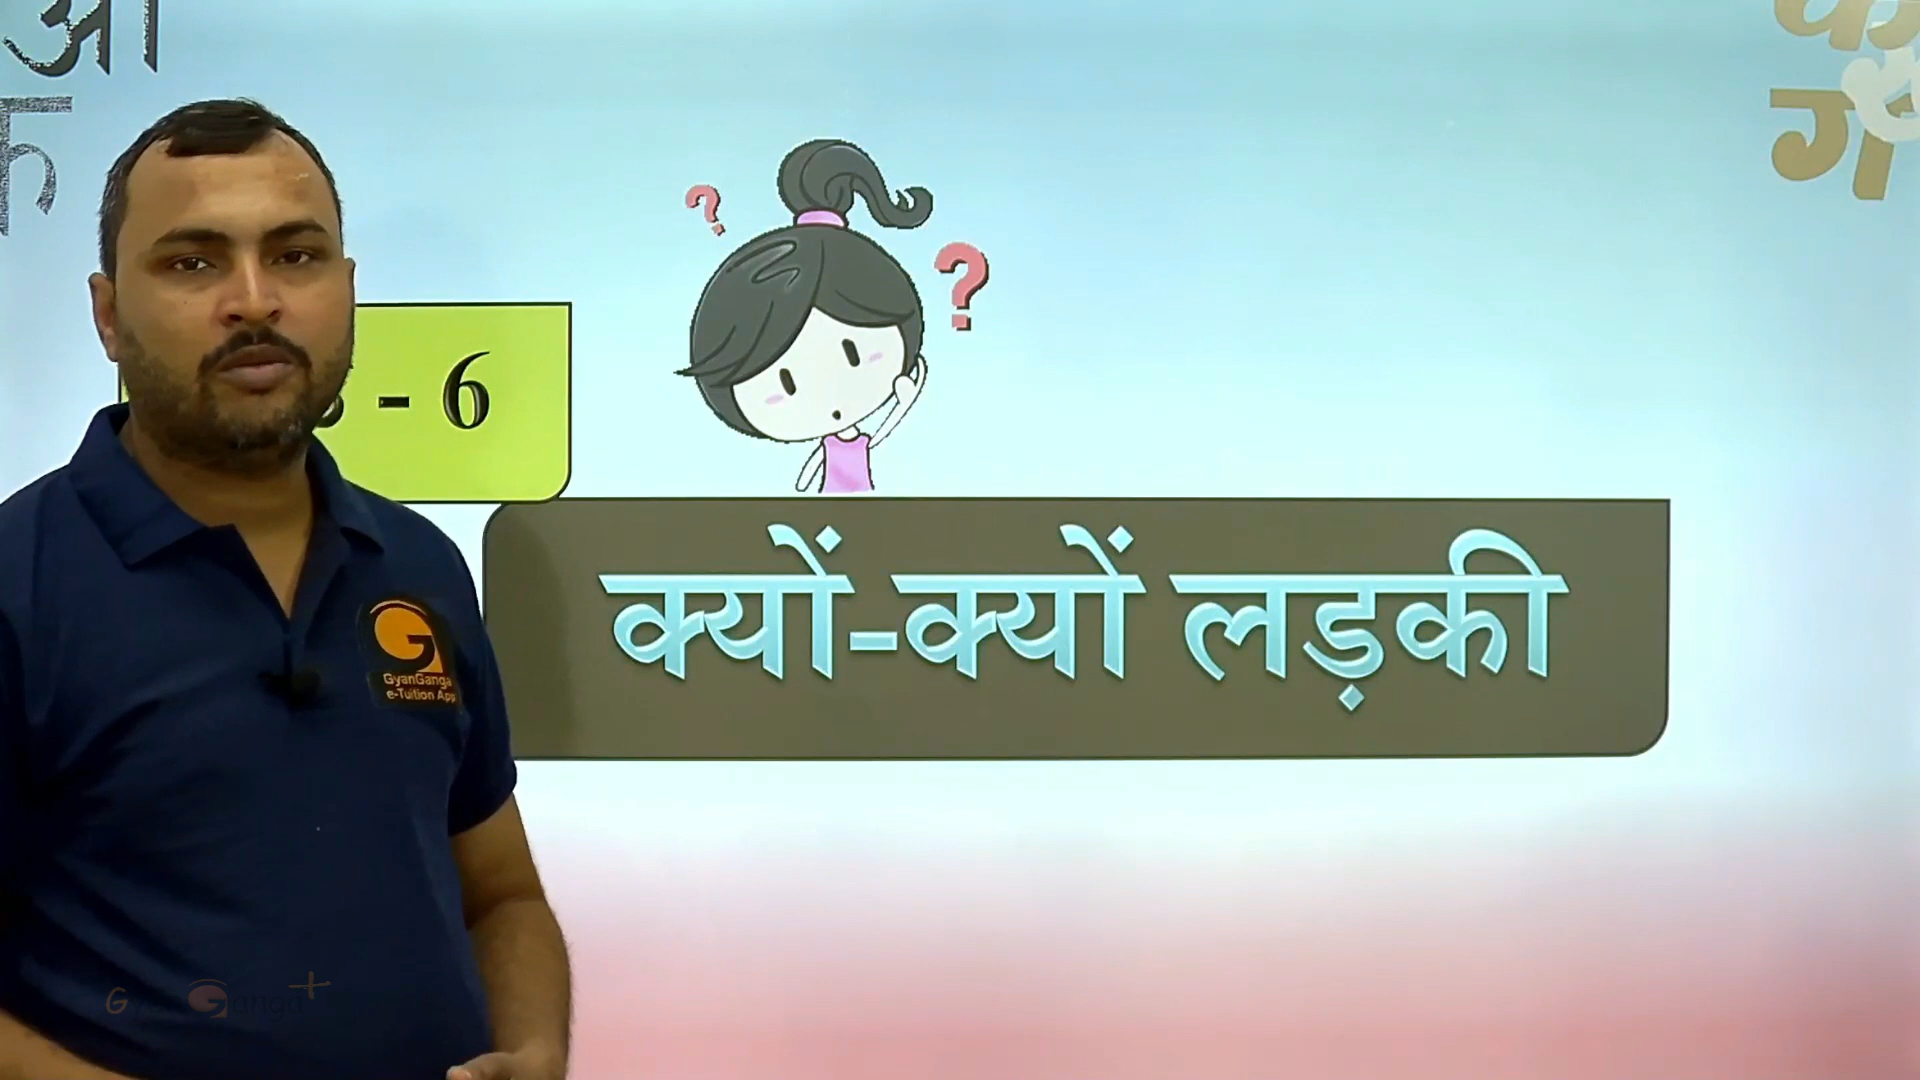 - 6
क्यों-क्यों लड़की
GyanGanga
e-Tuition App
ग
?
?